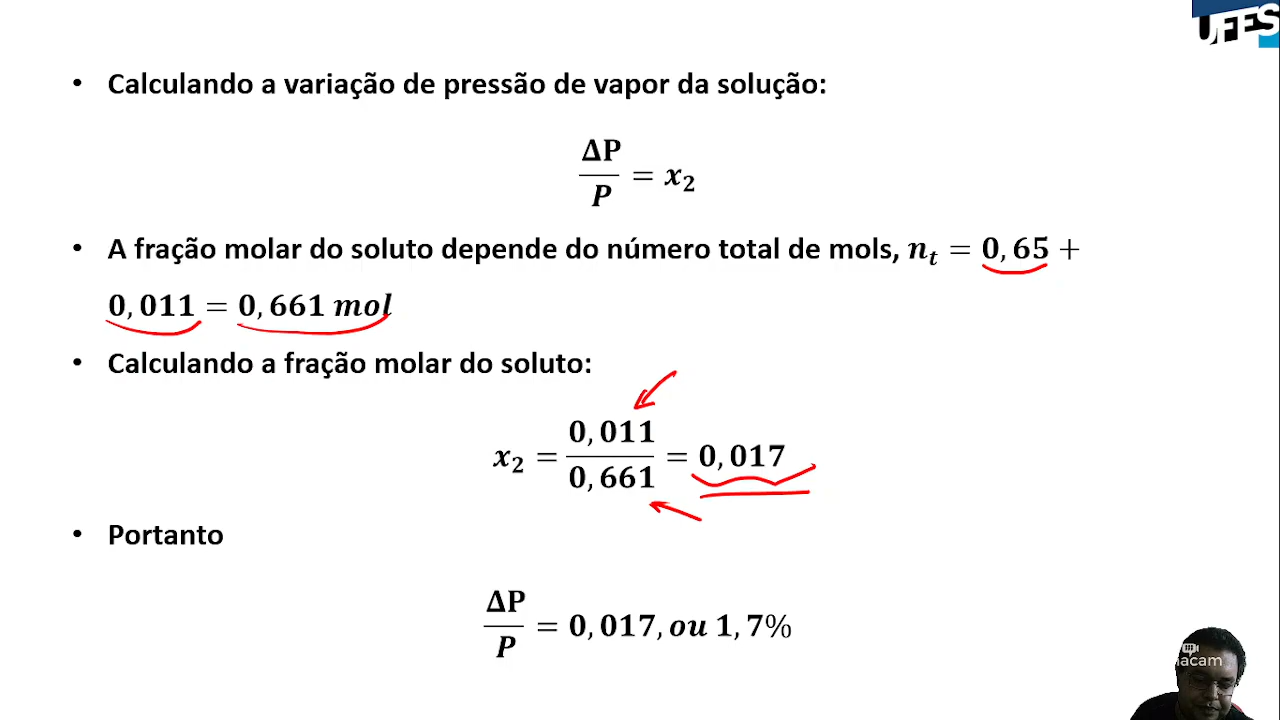 UFES
• Calculando a variação de pressão de vapor da solução:
ΔP
P
= x₂
• A fração molar do soluto depende do número total de mols, nₜ = 0,65 +
0,011 = 0,661 mol
• Calculando a fração molar do soluto:
0,011
x₂ = = 0,017
0,661
• Portanto
ΔP
= 0,017, ou 1,7%
P